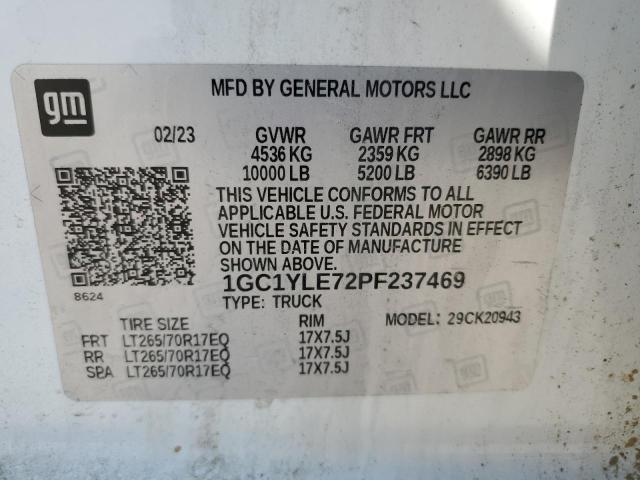 gm
MFD BY GENERAL MOTORS LLC
02/23 GVWR GAWR FRT GAWR RR
4536 KG 2359 KG 2898 KG
10000 LB 5200 LB 6390 LB
THIS VEHICLE CONFORMS TO ALL
APPLICABLE U.S. FEDERAL MOTOR
VEHICLE SAFETY STANDARDS IN EFFECT
ON THE DATE OF MANUFACTURE
SHOWN ABOVE.
8624
1GC1YLE72PF237469
TYPE: TRUCK
TIRE SIZE RIM MODEL: 29CK20943
FRT LT265/70R17EQ 17X7.5J
RR LT265/70R17EQ 17X7.5J
SPA LT265/70R17EQ 17X7.5J